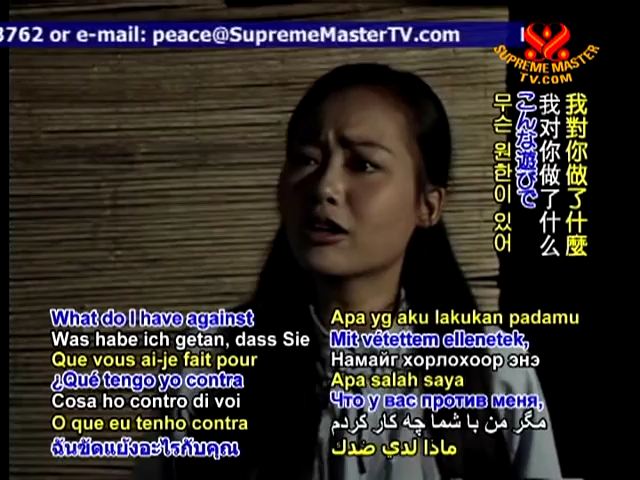 3762 or e-mail: peace@SupremeMasterTV.com
SUPREME MASTER
TV.COM
我對你做了什麼
我对你做了什么
こんな遊びで
무슨 원한이 있어
What do I have against
Was habe ich getan, dass Sie
Que vous ai-je fait pour
¿Qué tengo yo contra
Cosa ho contro di voi
O que eu tenho contra
ฉันขัดแย้งอะไรกับคุณ
Apa yg aku lakukan padamu
Mit vétettem ellenetek,
Намайг хорлохоор энэ
Apa salah saya
Что у вас против меня,
مگر من با شما چه کار کردم
ماذا لدي ضدك